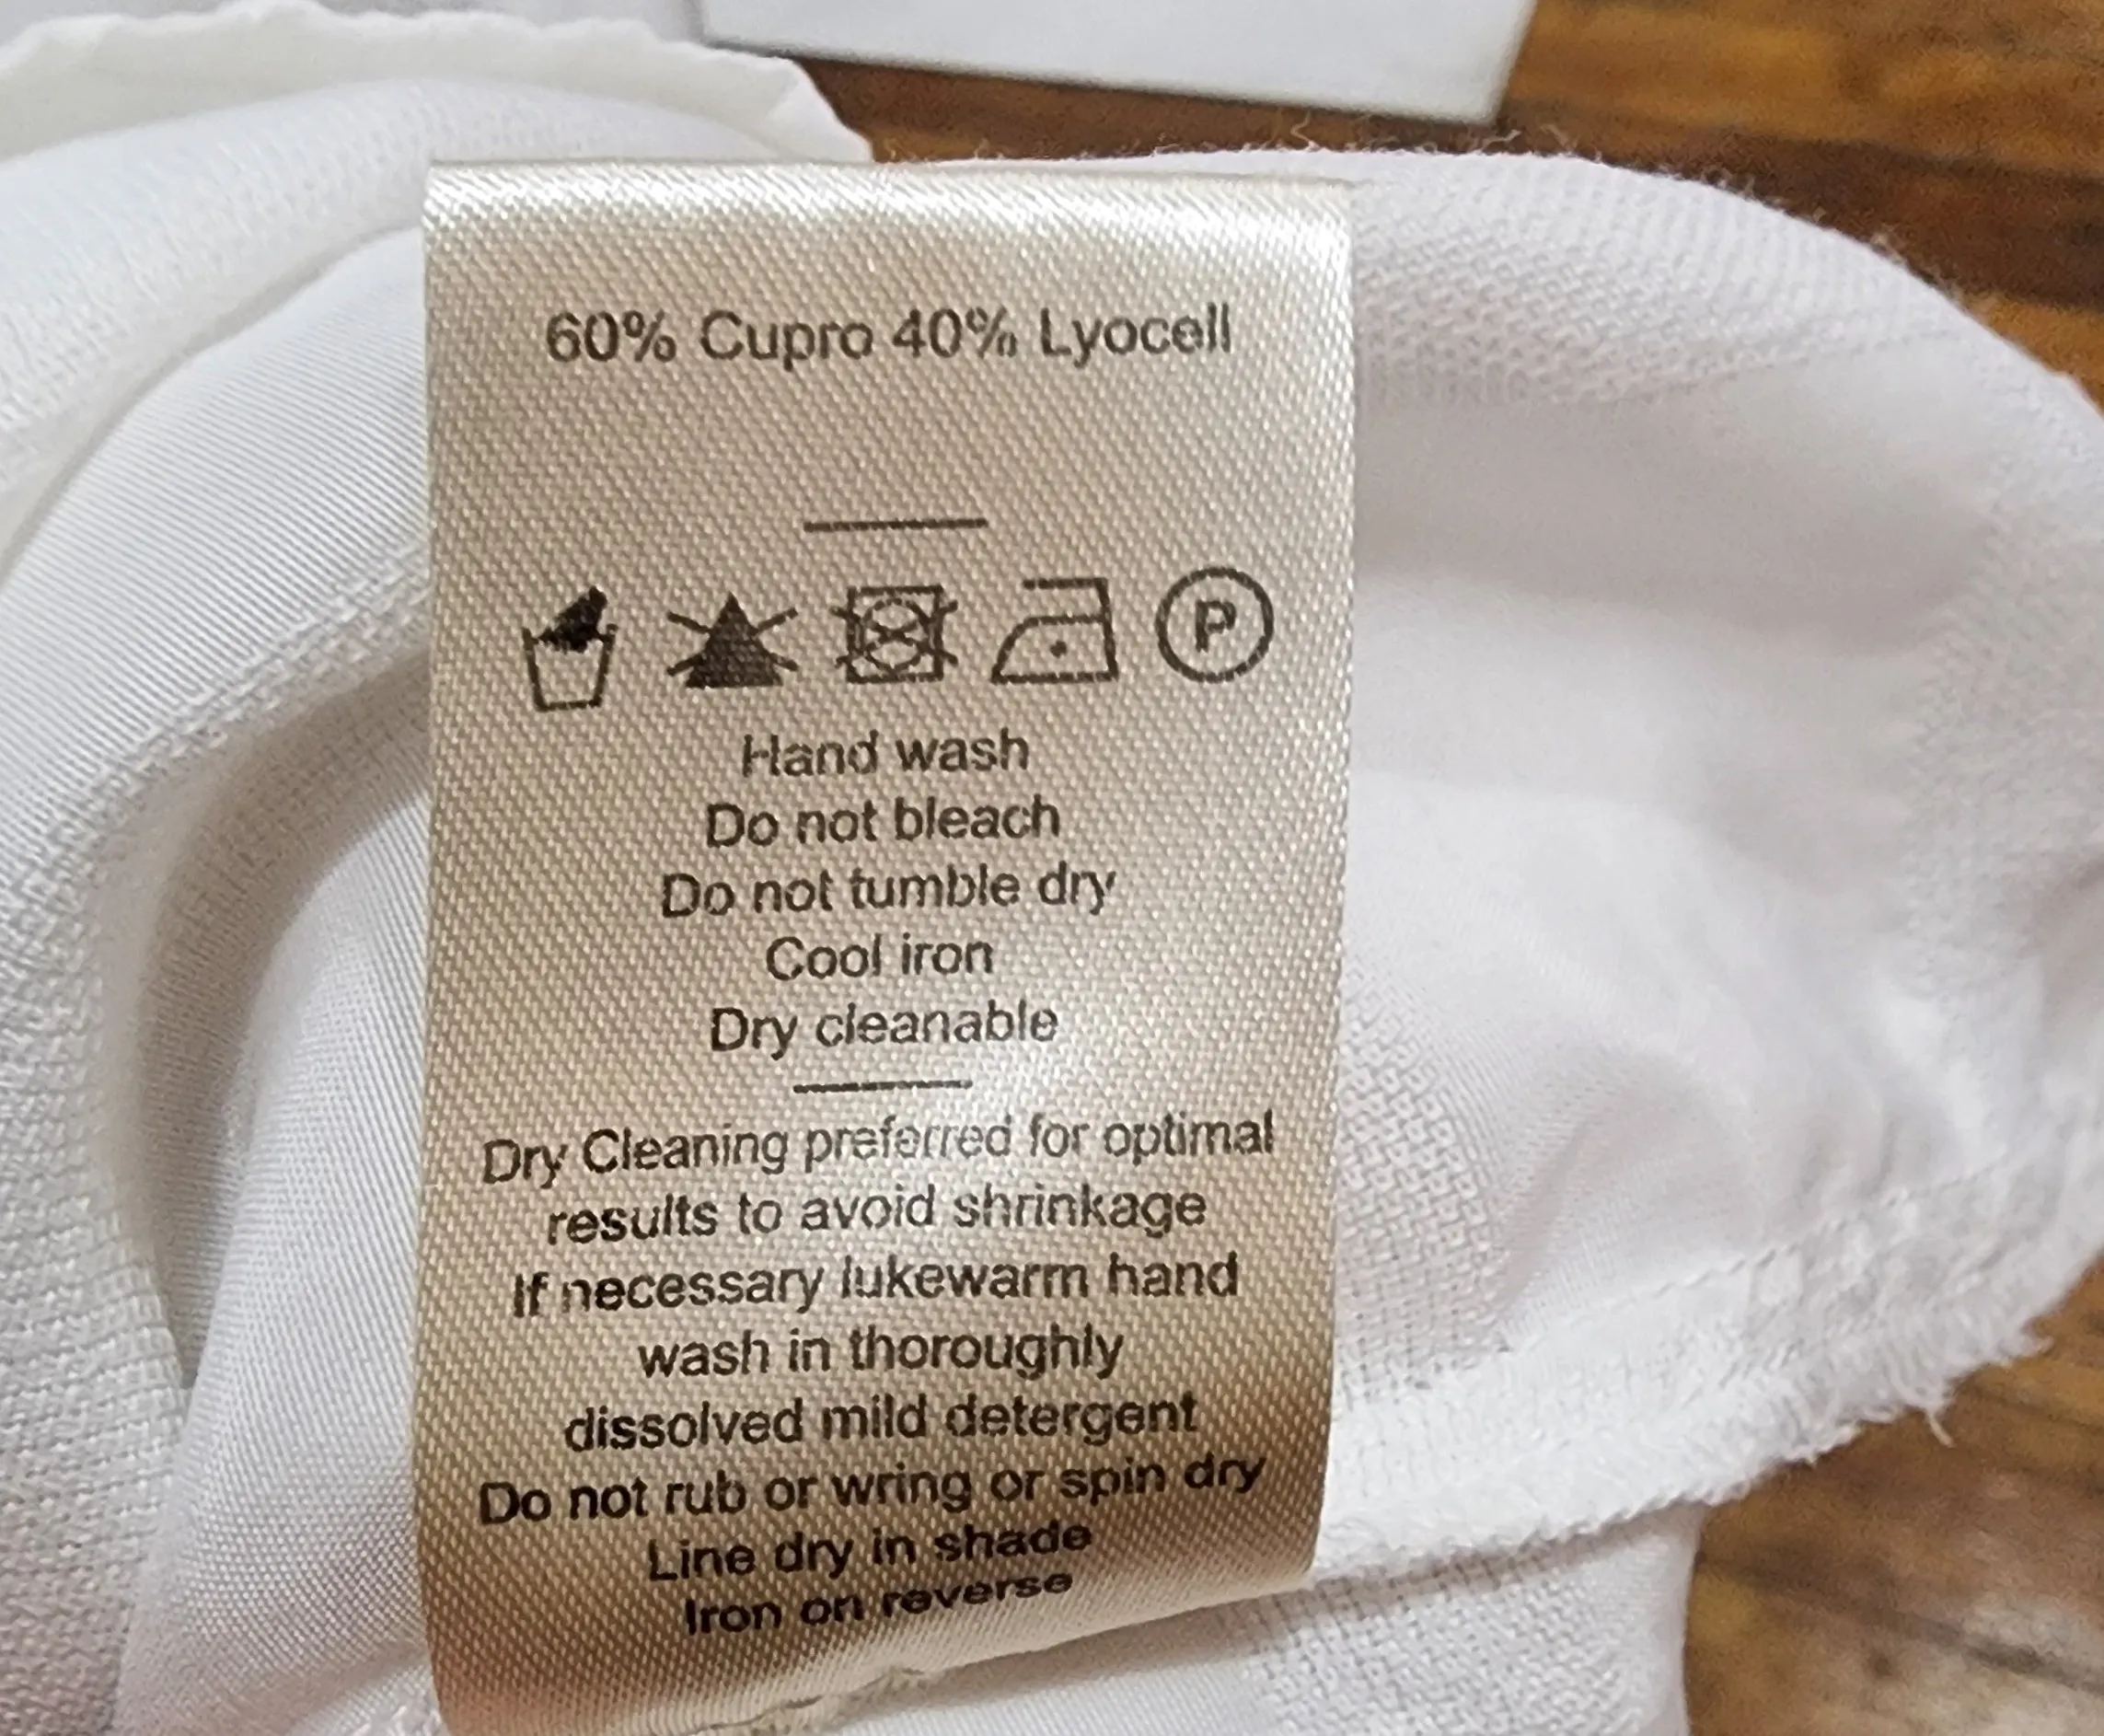 60% Cupro 40% Lyocell
P
Hand wash
Do not bleach
Do not tumble dry
Cool iron
Dry cleanable
Dry Cleaning preferred for optimal
results to avoid shrinkage
If necessary lukewarm hand
wash in thoroughly
dissolved mild detergent
Do not rub or wring or spin dry
Line dry in shade
Iron on reverse